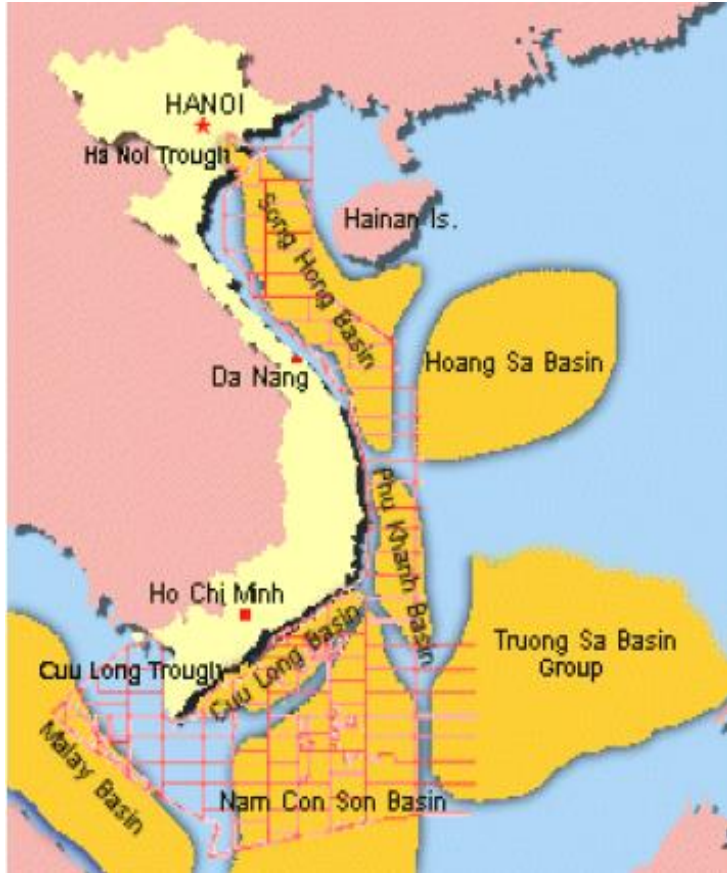 HANOI
Ha Noi Trough
Hainan Is.
Song Hong Basin
Da Nang
Hoang Sa Basin
Phu Khanh Basin
Ho Chi Minh
Truong Sa Basin
Group
Cuu Long Trough
Cuu Long Basin
Malay Basin
Nam Con Son Basin